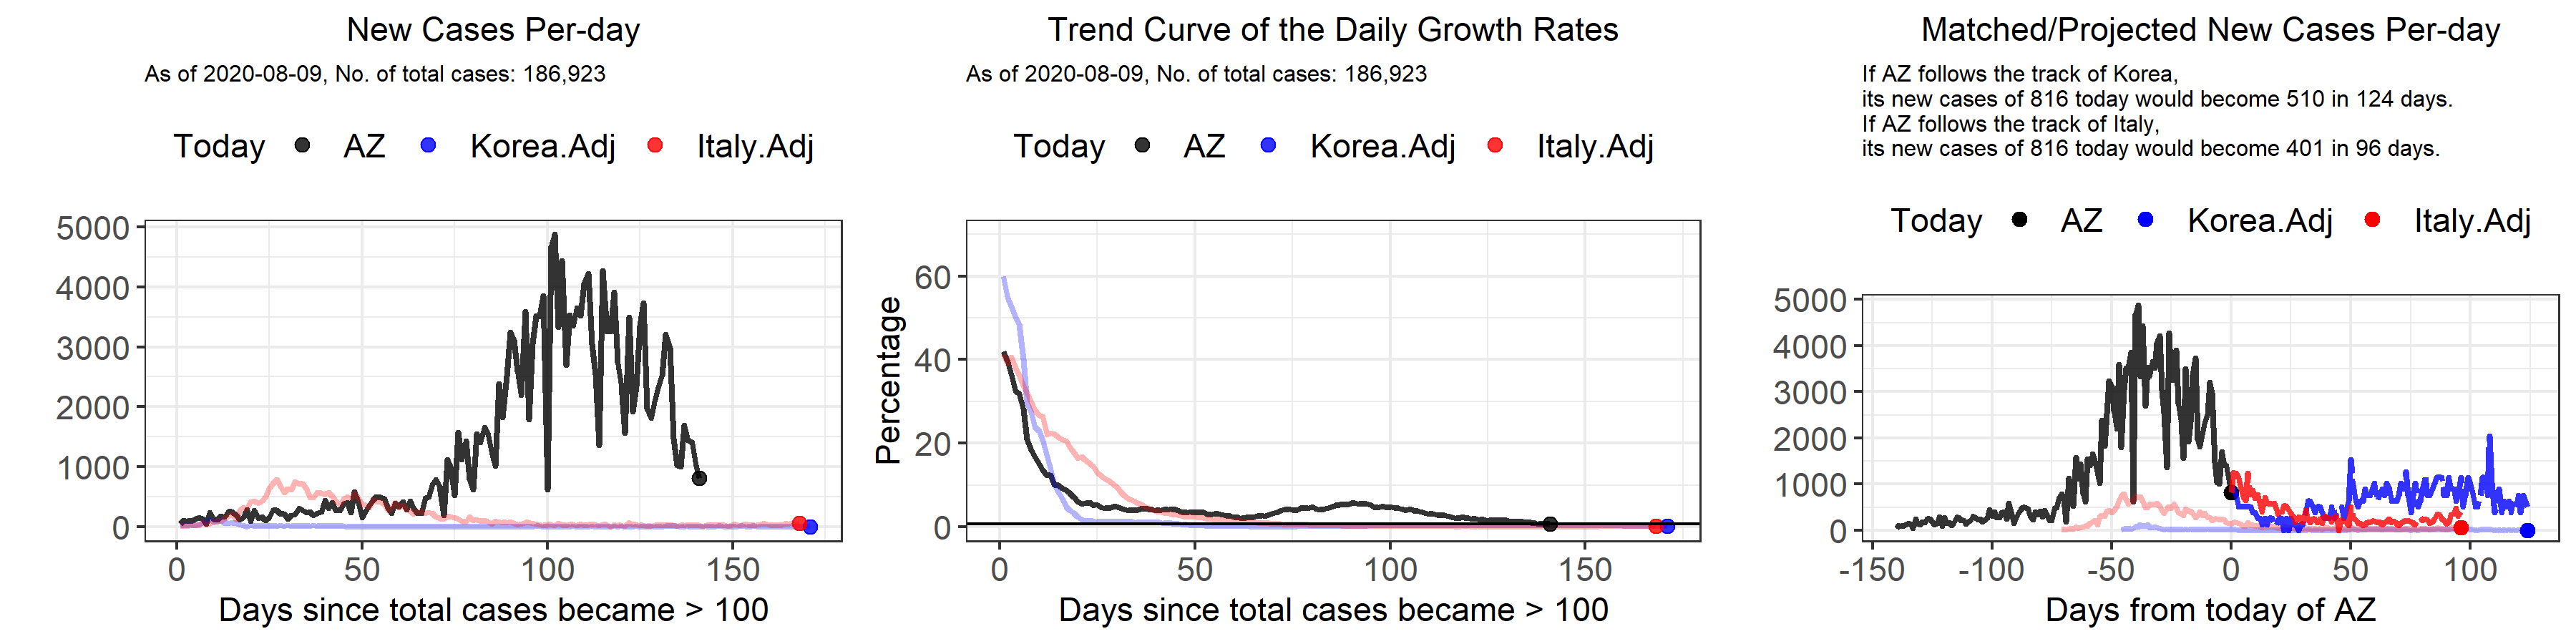 New Cases Per-day
As of 2020-08-09, No. of total cases: 186,923
Today AZ Korea.Adj Italy.Adj
5000
4000
3000
2000
1000
0
0 50 100 150
Days since total cases became > 100
Trend Curve of the Daily Growth Rates
As of 2020-08-09, No. of total cases: 186,923
Today AZ Korea.Adj Italy.Adj
Percentage
60
40
20
0
0 50 100 150
Days since total cases became > 100
Matched/Projected New Cases Per-day
If AZ follows the track of Korea,
its new cases of 816 today would become 510 in 124 days.
If AZ follows the track of Italy,
its new cases of 816 today would become 401 in 96 days.
Today AZ Korea.Adj Italy.Adj
5000
4000
3000
2000
1000
0
-150 -100 -50 0 50 100
Days from today of AZ